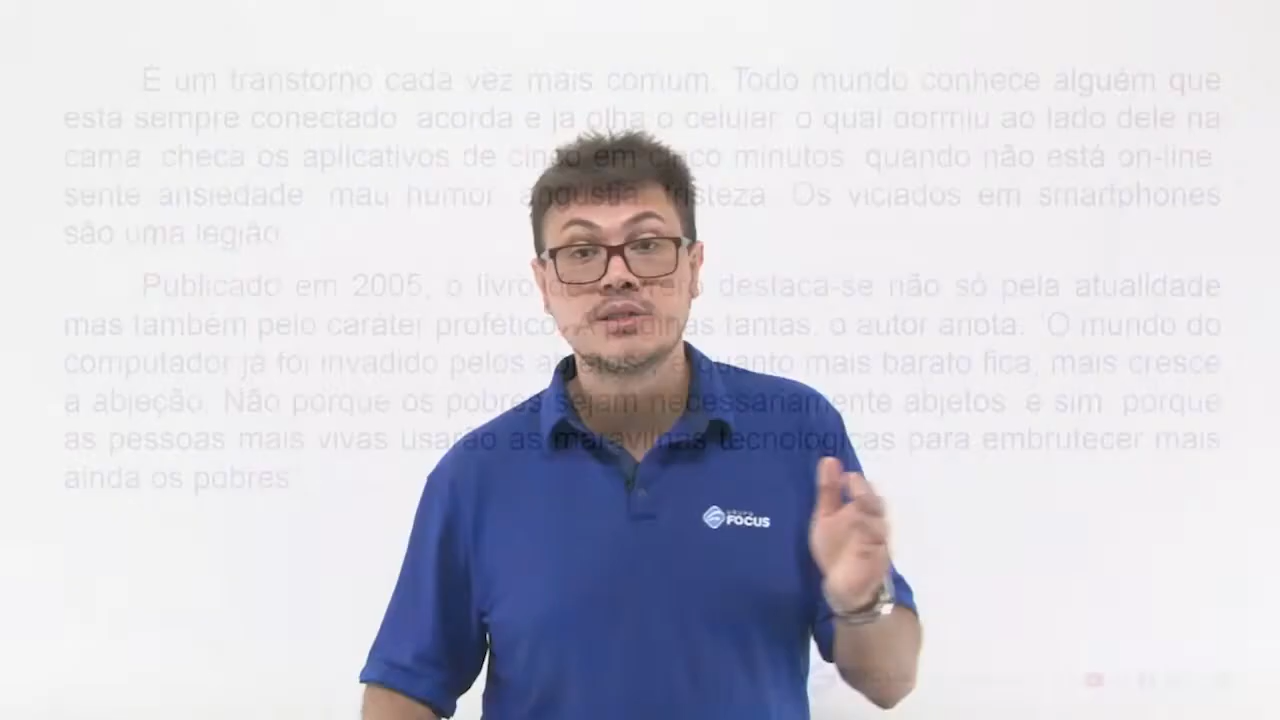 É um transtorno cada vez mais comum. Todo mundo conhece alguém que
está sempre conectado, acorda e já olha o celular, o qual dormiu ao lado dele na
cama, checa os aplicativos de cinco em cinco minutos, quando não está on-line,
sente ansiedade, mau humor, angústia, tristeza. Os viciados em smartphones
são uma legião.
Publicado em 2005, o livro destaca-se não só pela atualidade
mas também pelo caráter profético. tantas, o autor anota: "O mundo do
computador já foi invadido pelos quanto mais barato fica, mais cresce
a abjeção. Não porque os pobres sejam necessariamente abjetos, e sim, porque
as pessoas mais vivas usarão as maravilhas tecnológicas para embrutecer mais
ainda os pobres
GRUPO
FOCUS